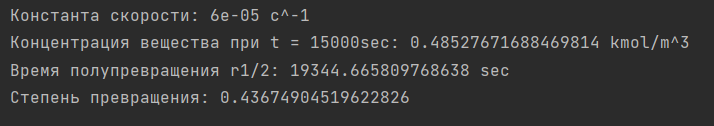 Константа скорости: 6e-05 c^-1
Концентрация вещества при t = 15000sec: 0.48527671688469814 kmol/m^3
Время полупревращения r1/2: 19344.665809768638 sec
Степень превращения: 0.43674904519622826